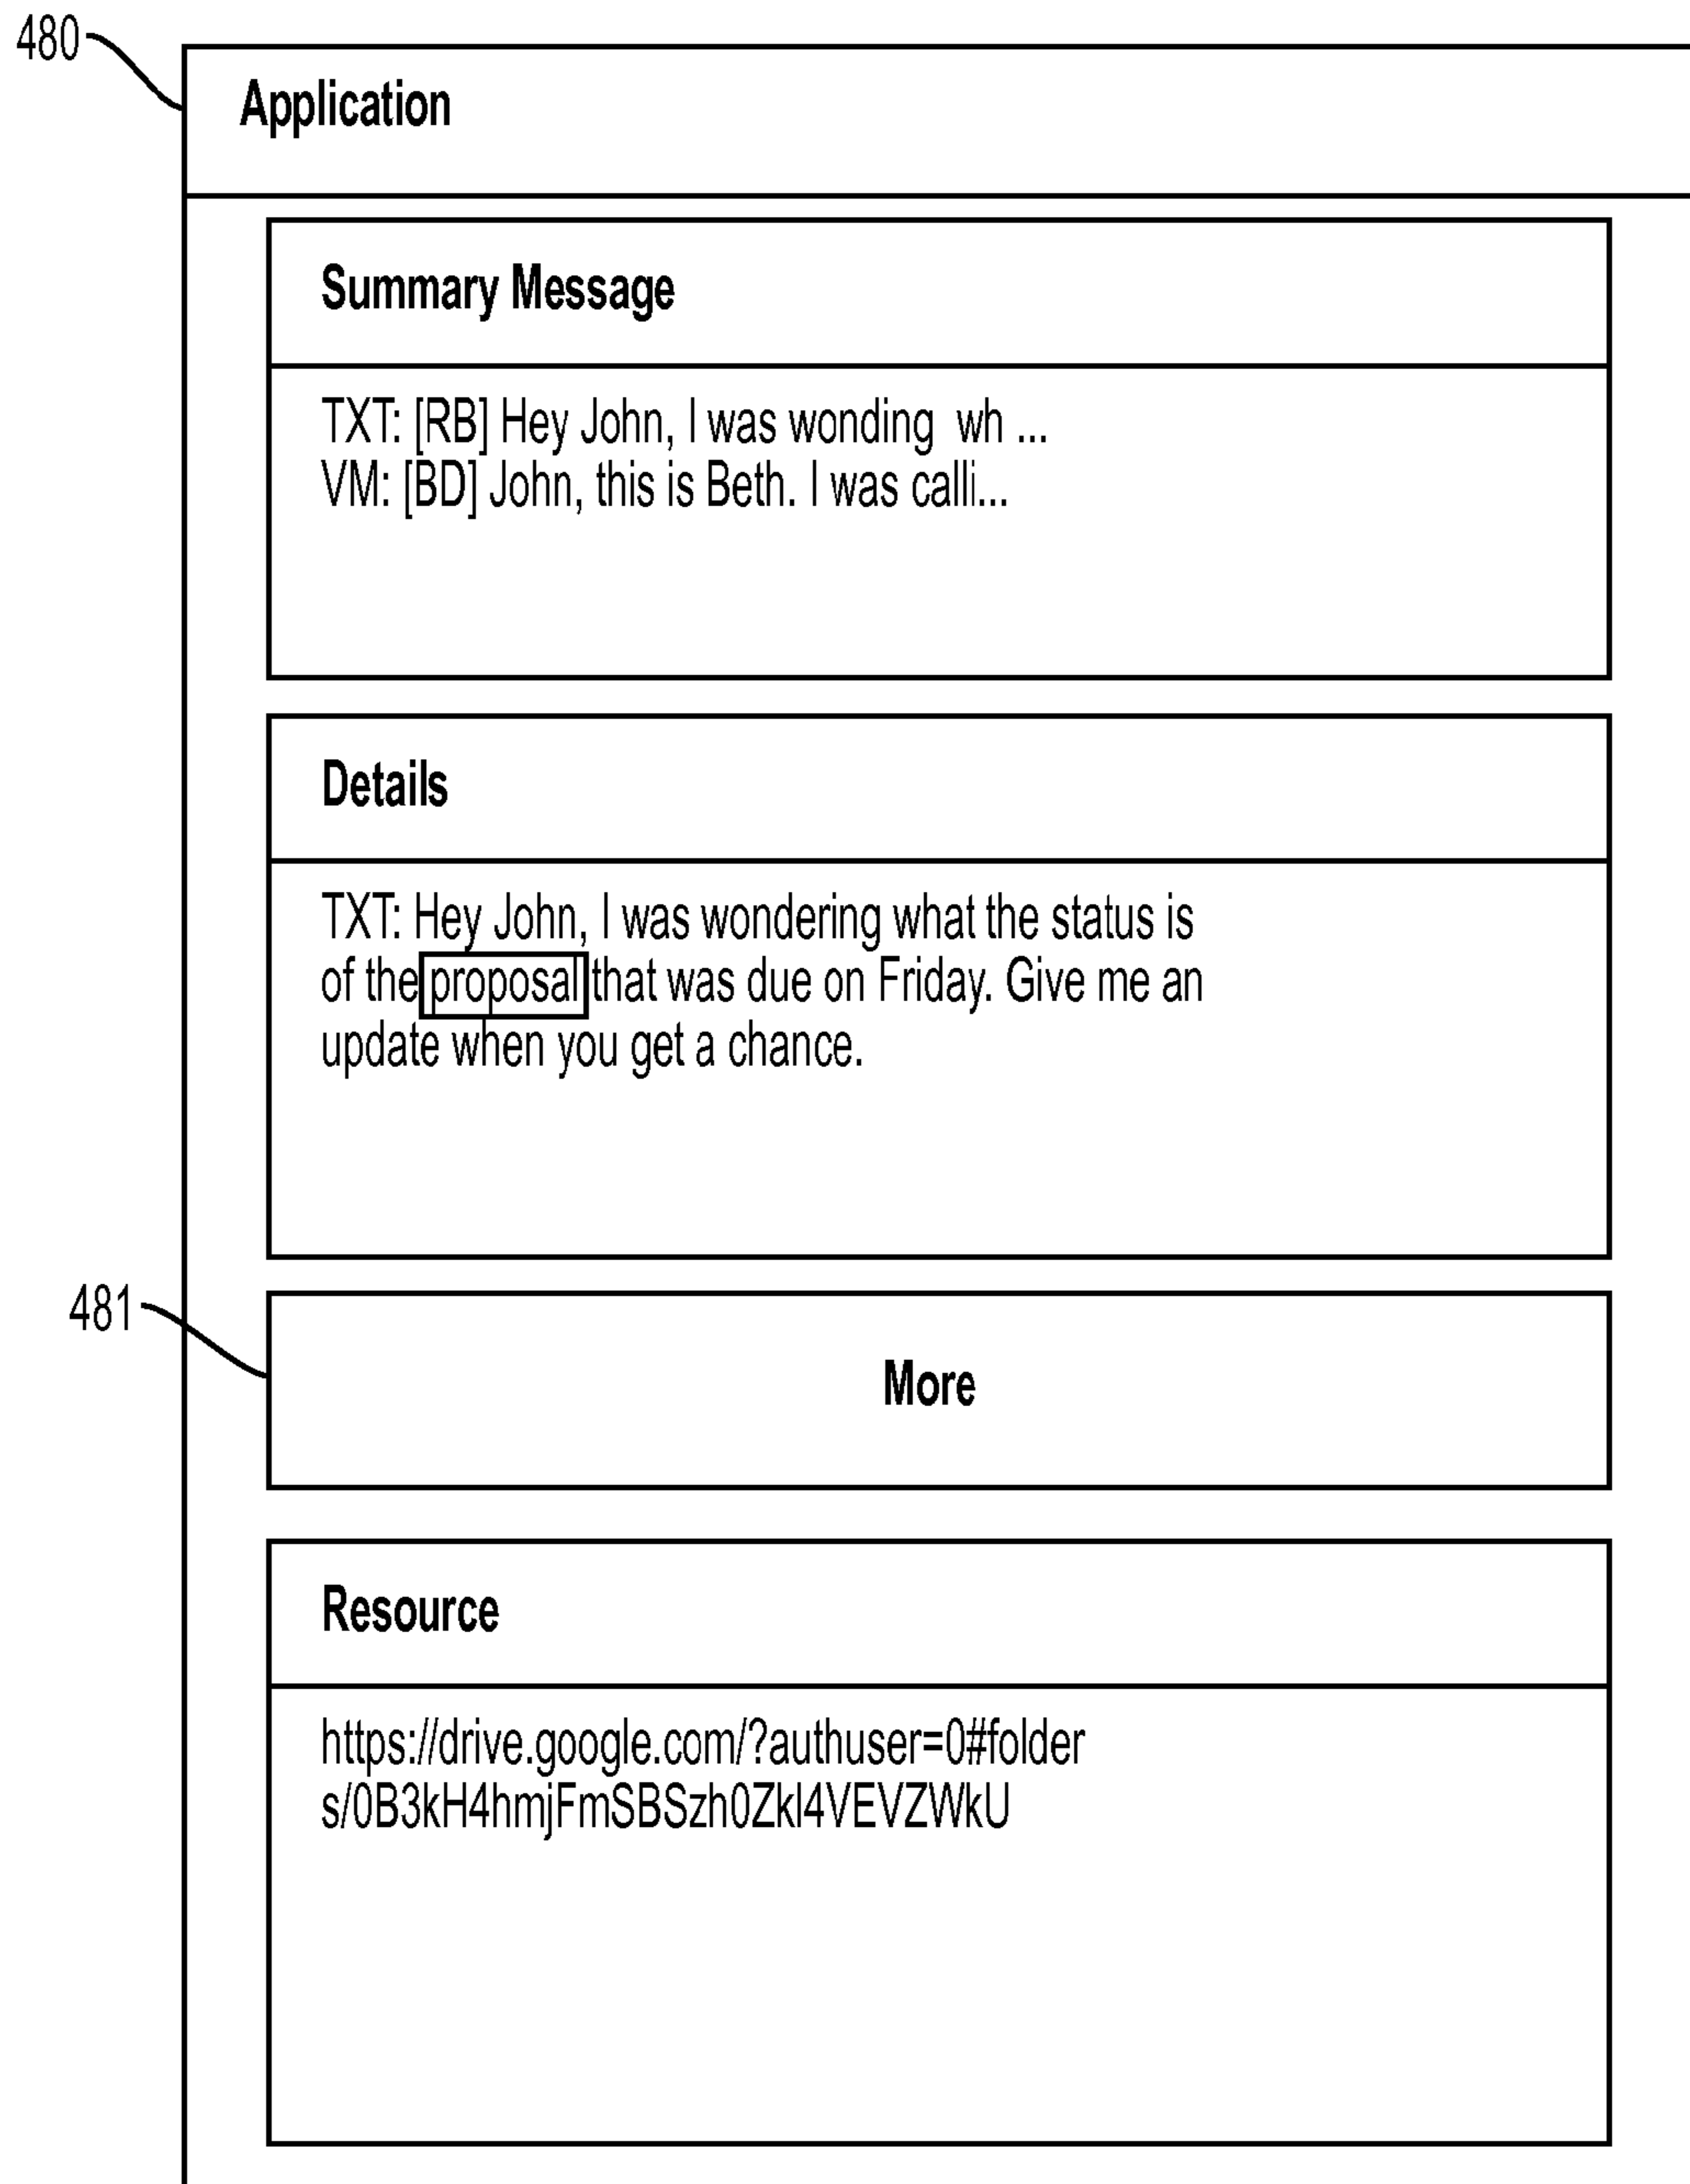 480
Application
Summary Message
TXT: [RB] Hey John, I was wonding wh ...
VM: [BD] John, this is Beth. I was calli...
Details
TXT: Hey John, I was wondering what the status is
of the proposal that was due on Friday. Give me an
update when you get a chance.
481
More
Resource
https://drive.google.com/?authuser=0#folder
s/0B3kH4hmjFmSBSzh0Zkl4VEVZWkU